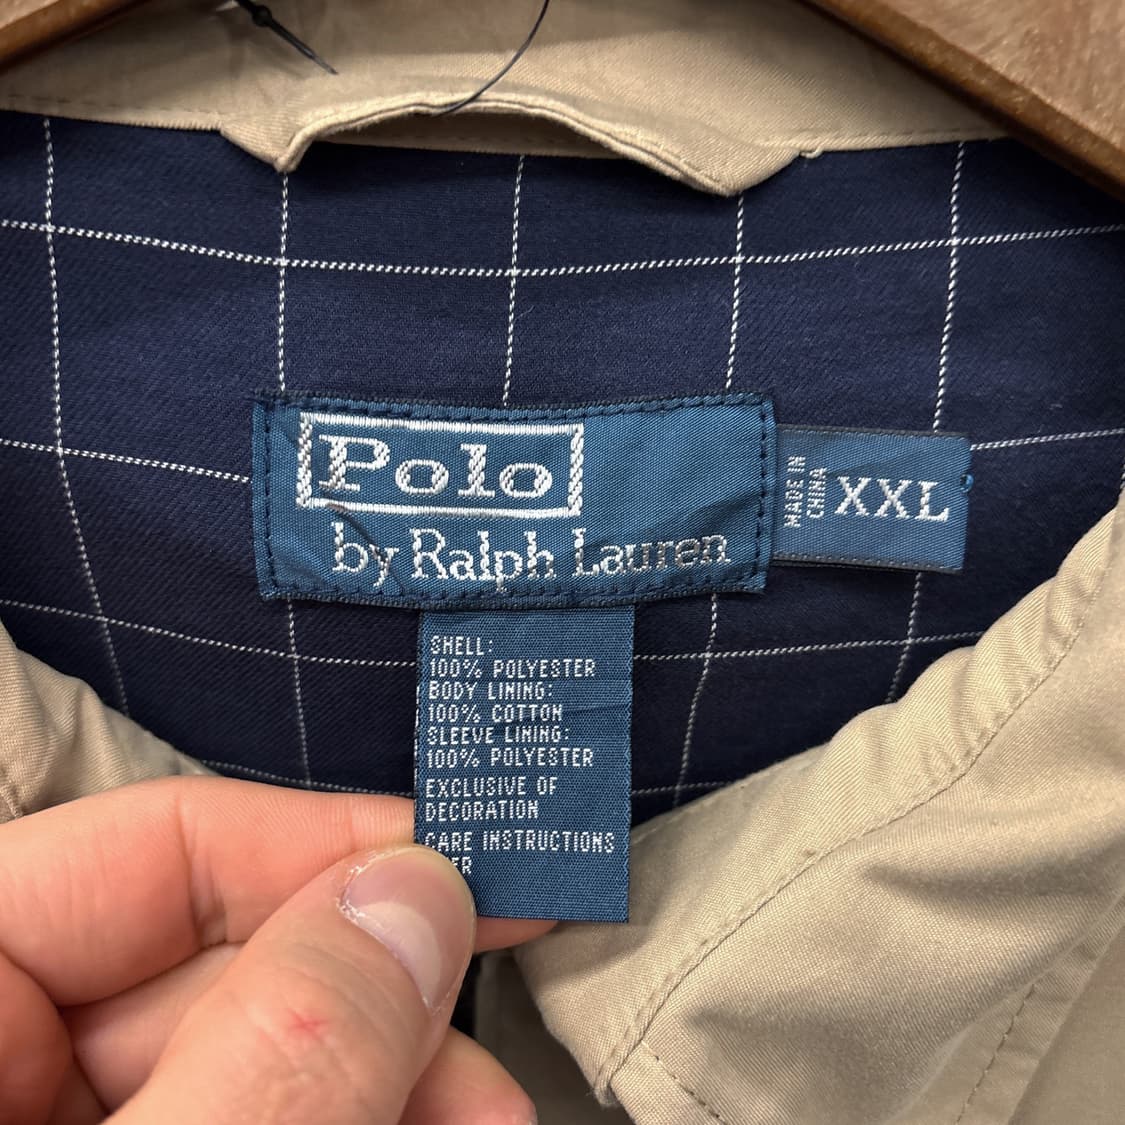 Polo
by Ralph Lauren
MADE IN
CHINA
XXL
SHELL:
100% POLYESTER
BODY LINING:
100% COTTON
SLEEVE LINING:
100% POLYESTER
EXCLUSIVE OF
DECORATION
CARE INSTRUCTIONS